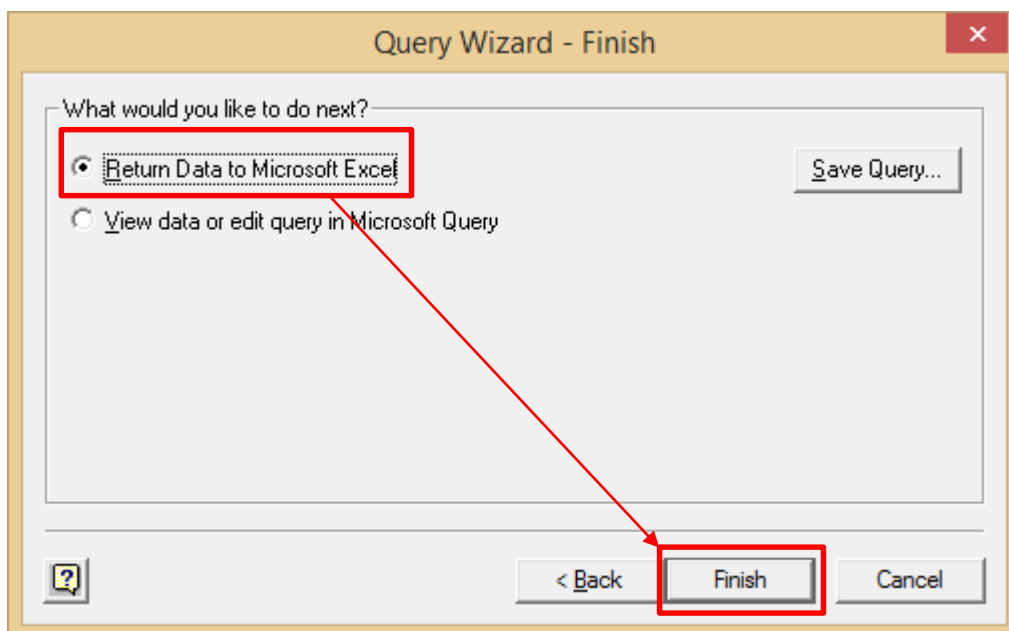 Query Wizard - Finish
What would you like to do next?
Return Data to Microsoft Excel
Save Query...
View data or edit query in Microsoft Query
< Back
Finish
Cancel